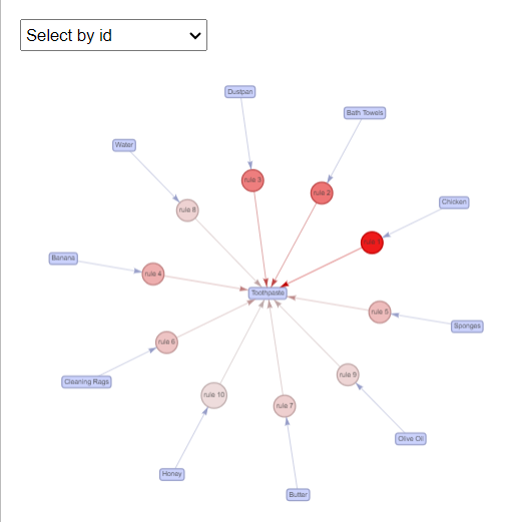 Select by id
Dustpan
Bath Towels
Water
rule 3
rule 2
Chicken
rule 8
rule 1
Banana
rule 4
Toothpaste
rule 5
Sponges
rule 6
Cleaning Rags
rule 9
rule 10
rule 7
Olive Oil
Honey
Butter